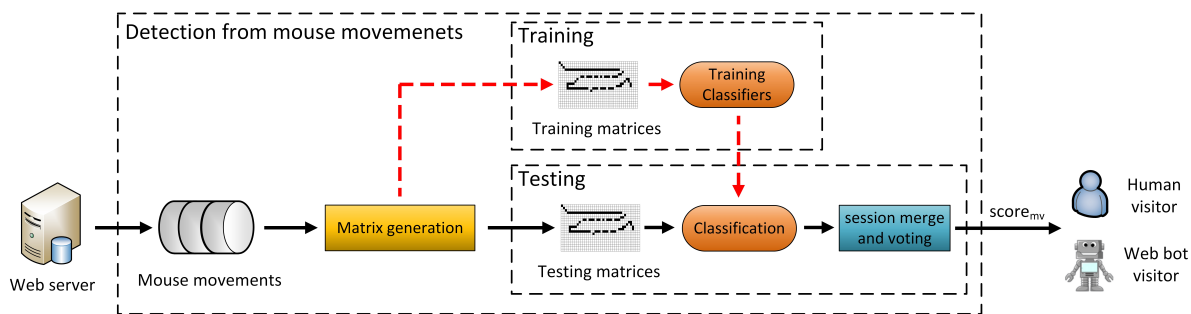 Detection from mouse movemenets
Training
Training
Classifiers
Training matrices
Testing
Matrix generation
Classification
session merge
and voting
score_mv
Human
visitor
Web bot
visitor
Web server
Mouse movements
Testing matrices